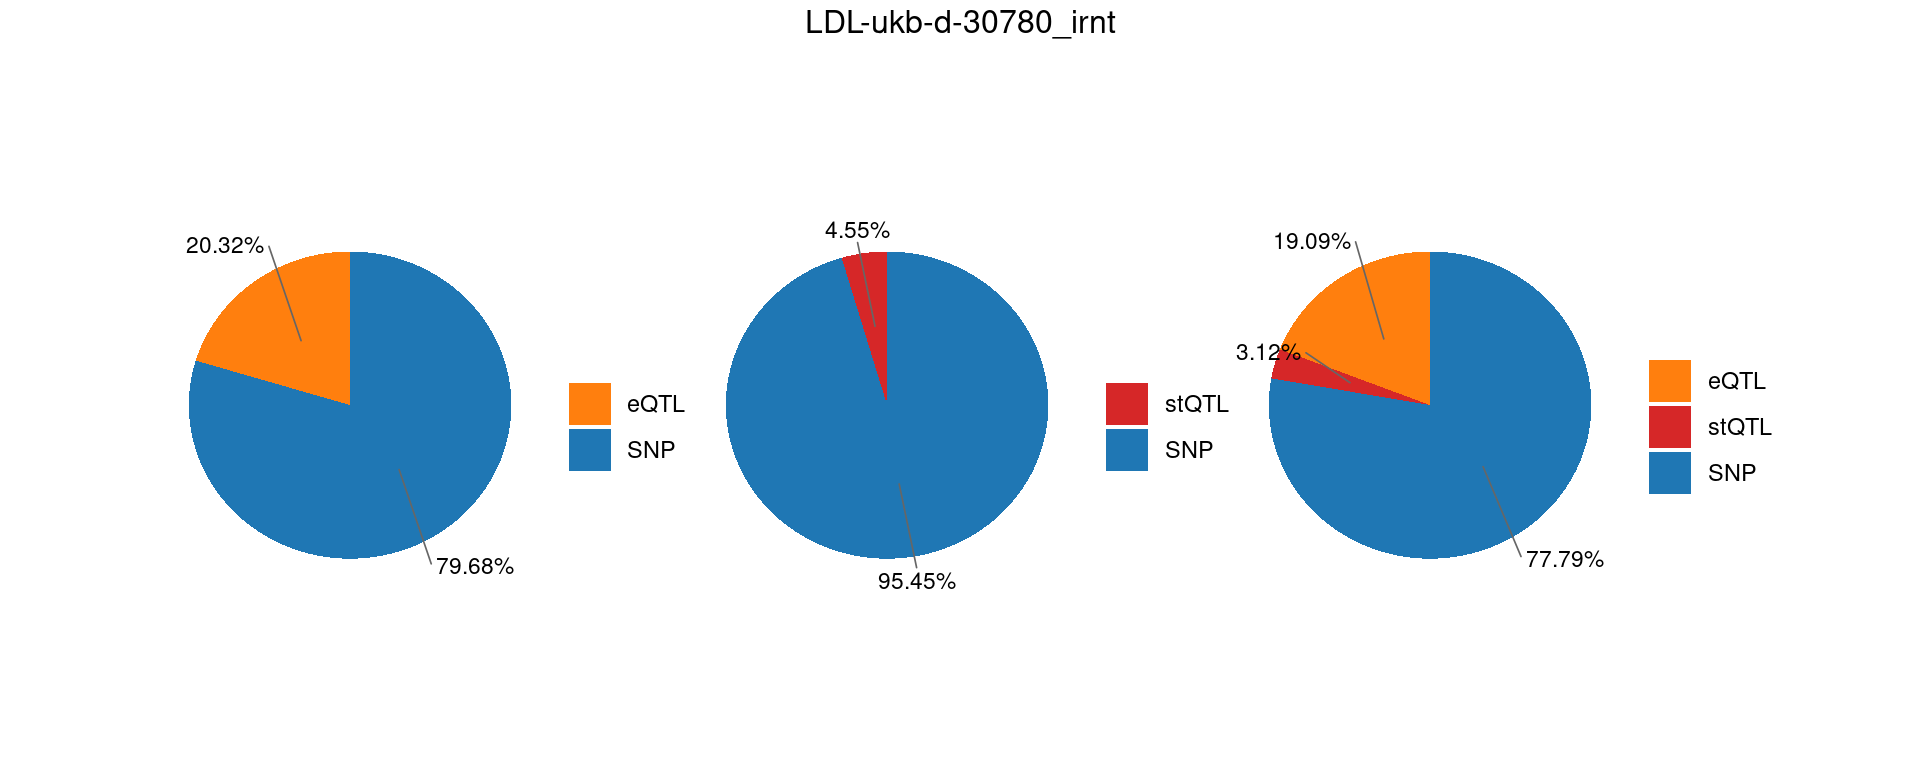 LDL-ukb-d-30780_irnt
20.32%
79.68%
eQTL
SNP
4.55%
95.45%
stQTL
SNP
19.09%
3.12%
77.79%
eQTL
stQTL
SNP